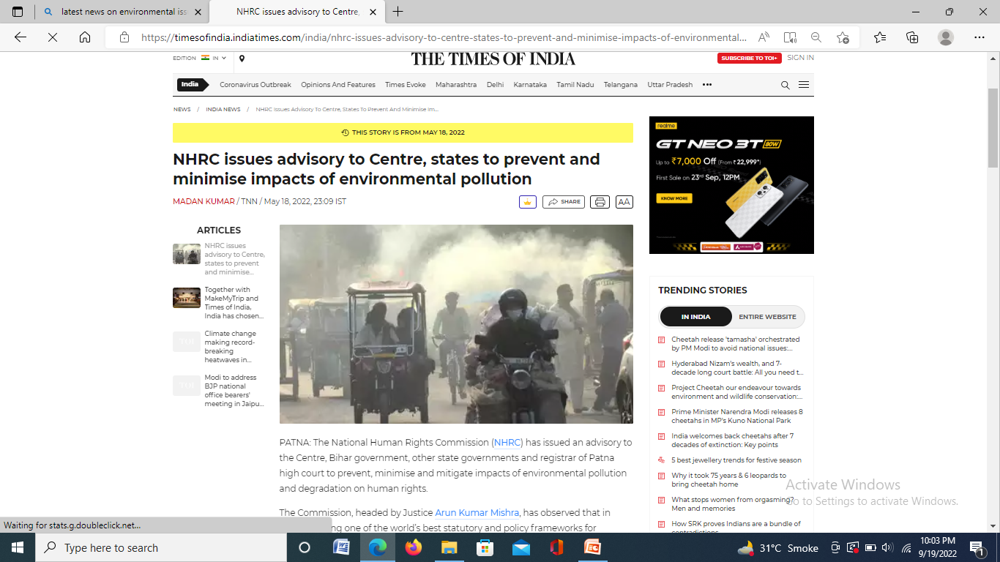 latest news on environmental iss
NHRC issues advisory to Centre,
https://timesofindia.indiatimes.com/india/nhrc-issues-advisory-to-centre-states-to-prevent-and-minimise-impacts-of-environmental...
EDITION IN
THE TIMES OF INDIA
SUBSCRIBE TO TOI+ SIGN IN
India Coronavirus Outbreak Opinions And Features Times Evoke Maharashtra Delhi Karnataka Tamil Nadu Telangana Uttar Pradesh •••
NEWS / INDIA NEWS / NHRC Issues Advisory To Centre, States To Prevent And Minimise Im...
THIS STORY IS FROM MAY 18, 2022
NHRC issues advisory to Centre, states to prevent and
minimise impacts of environmental pollution
MADAN KUMAR / TNN / May 18, 2022, 23:09 IST
SHARE AA
ARTICLES
NHRC issues
advisory to Centre,
states to prevent
and minimise...
Together with
MakeMyTrip and
Times of India,
India has chosen...
TOI
Climate change
making record-
breaking
heatwaves in...
TOI
Modi to address
BJP national
office bearers'
meeting in Jaipu...
PATNA: The National Human Rights Commission (NHRC) has issued an advisory to
the Centre, Bihar government, other state governments and registrar of Patna
high court to prevent, minimise and mitigate impacts of environmental pollution
and degradation on human rights.
The Commission, headed by Justice Arun Kumar Mishra, has observed that in
ng one of the world's best statutory and policy frameworks for
realme
GT NEO 3T 80W
Up to ₹7,000 Off (From ₹22,999*)
First Sale on 23rd Sep, 12PM
KNOW MORE
TRENDING STORIES
IN INDIA ENTIRE WEBSITE
Cheetah release 'tamasha' orchestrated
by PM Modi to avoid national issues:...
Hyderabad Nizam's wealth, and 7-
decade long court battle: All you need t...
Project Cheetah our endeavour towards
environment and wildlife conservation:...
Prime Minister Narendra Modi releases 8
cheetahs in MP's Kuno National Park
India welcomes back cheetahs after 7
decades of extinction: Key points
5 best jewellery trends for festive season
Why it took 75 years & 6 leopards to
bring cheetah home
What stops women from orgasming?
Men and memories
How SRK proves Indians are a bundle of
contradictions
Activate Windows
Go to Settings to activate Windows.
Waiting for stats.g.doubleclick.net...
Type here to search
31°C Smoke
10:03 PM
9/19/2022
1